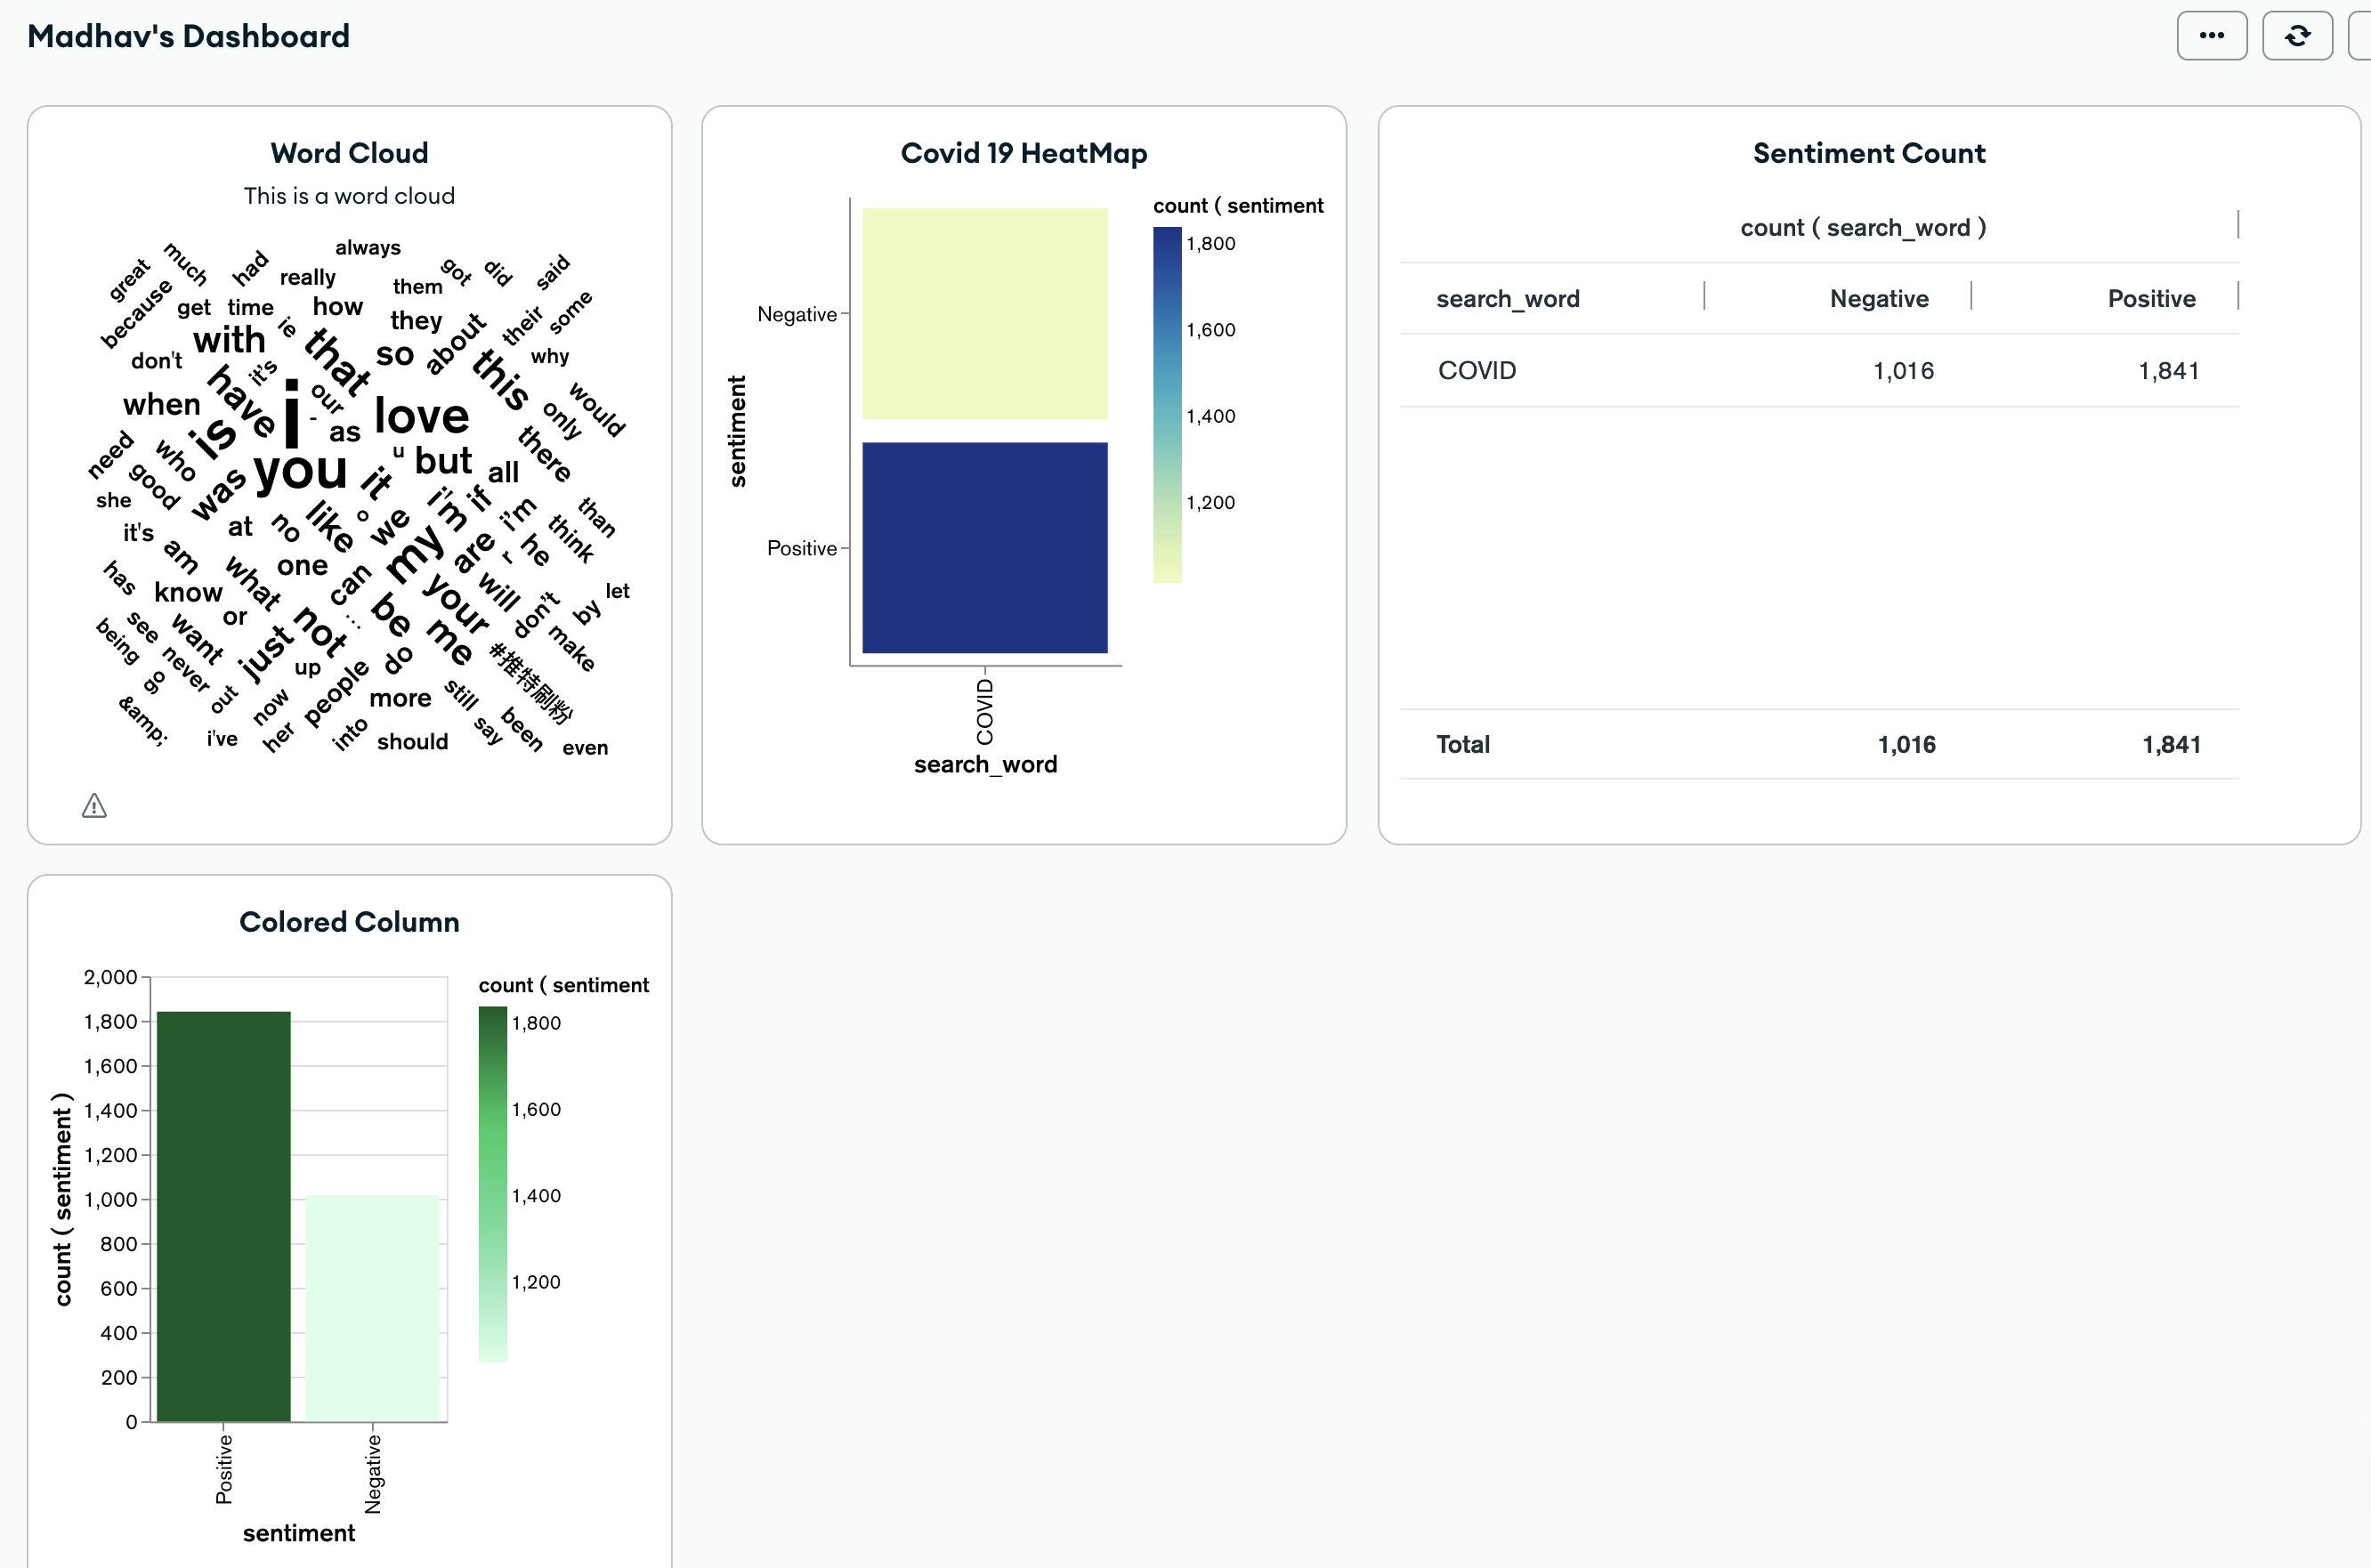 Madhav's Dashboard
Word Cloud
This is a word cloud
always
great
much
had
really
them
got
did
said
because
get
time
ie
how
they
about
their
some
with
that
so
this
why
don't
it's
have
our
love
only
would
when
i
-
as
is
u
but
all
there
need
who
good
was
you
it
i'm
if
i'm
than
she
at
no
like
o
we
think
it's
am
my
are
r
he
has
know
what
one
can
your
will
don't
by
let
see
or
...
be
me
make
being
want
just
not
never
up
do
#推特刷粉
go
out
now
people
more
still
say
been
&amp;
i've
her
into
should
even
Covid 19 HeatMap
count ( sentiment
1,800
1,600
1,400
1,200
sentiment
Negative
Positive
COVID
search_word
Sentiment Count
count ( search_word )
search_word Negative Positive
COVID 1,016 1,841
Total 1,016 1,841
Colored Column
count ( sentiment
1,800
1,600
1,400
1,200
count ( sentiment )
2,000
1,800
1,600
1,400
1,200
1,000
800
600
400
200
0
Positive
Negative
sentiment